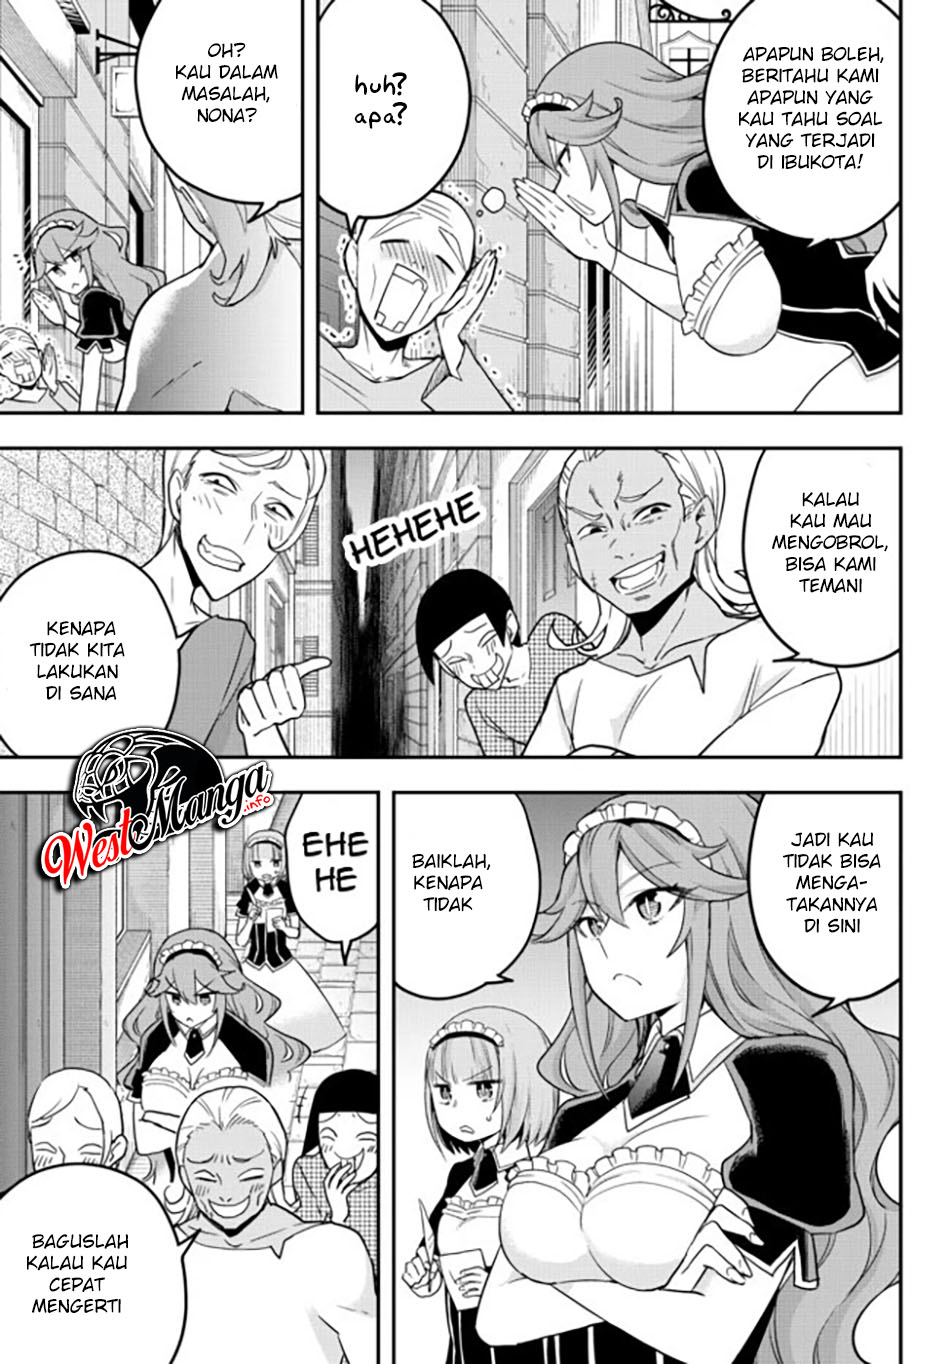 APAPUN BOLEH,
BERITAHU KAMI
APAPUN YANG
KAU TAHU SOAL
YANG TERJADI
DI IBUKOTA!
huh?
apa?
OH?
KAU DALAM
MASALAH,
NONA?
KALAU
KAU MAU
MENGOBROL,
BISA KAMI
TEMANI
HEHEHE
KENAPA
TIDAK KITA
LAKUKAN
DI SANA
JADI KAU
TIDAK BISA
MENGA-
TAKANNYA
DI SINI
BAIKLAH,
KENAPA
TIDAK
EHE
HE
BAGUSLAH
KALAU KAU
CEPAT
MENGERTI
WestManga
.info